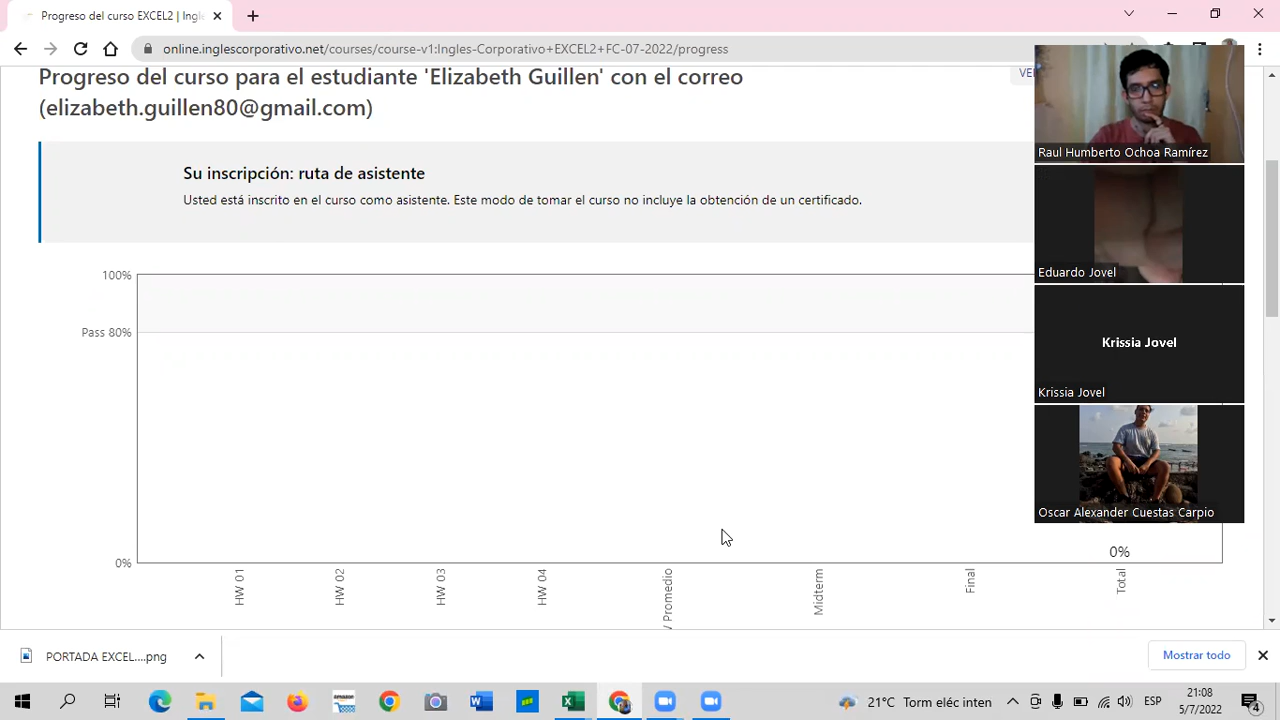 Progreso del curso EXCEL2 | Ingl
online.inglescorporativo.net/courses/course-v1:Ingles-Corporativo+EXCEL2+FC-07-2022/progress
Progreso del curso para el estudiante 'Elizabeth Guillen' con el correo
(elizabeth.guillen80@gmail.com)
VER
Su inscripción: ruta de asistente
Usted está inscrito en el curso como asistente. Este modo de tomar el curso no incluye la obtención de un certificado.
100%
Pass 80%
0%
0%
HW 01
HW 02
HW 03
HW 04
Promedio
Midterm
Final
Total
Raul Humberto Ochoa Ramírez
Eduardo Jovel
Krissia Jovel
Krissia Jovel
Oscar Alexander Cuestas Carpio
PORTADA EXCEL....png
Mostrar todo
amazon
21°C Torm eléc inten
ESP
21:08
5/7/2022
4